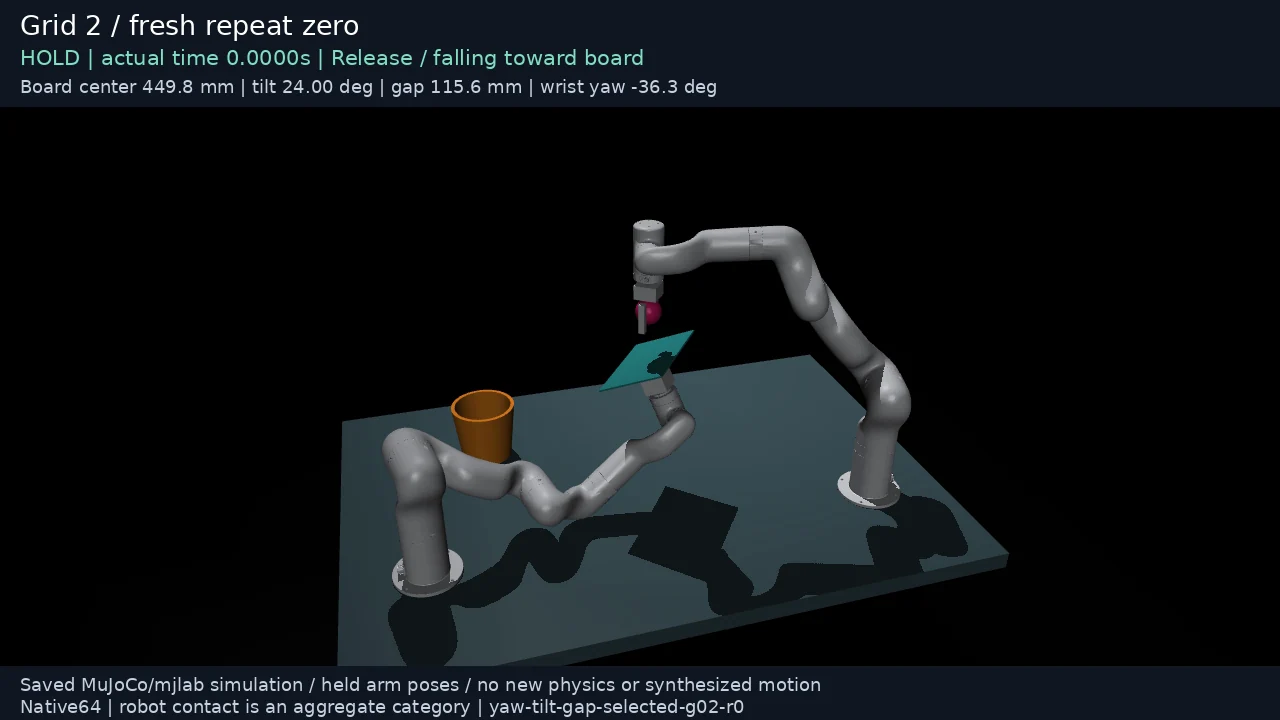 Grid 2 / fresh repeat zero
HOLD | actual time 0.0000s | Release / falling toward board
Board center 449.8 mm | tilt 24.00 deg | gap 115.6 mm | wrist yaw -36.3 deg
Saved MuJoCo/mjlab simulation / held arm poses / no new physics or synthesized motion
Native64 | robot contact is an aggregate category | yaw-tilt-gap-selected-g02-r0